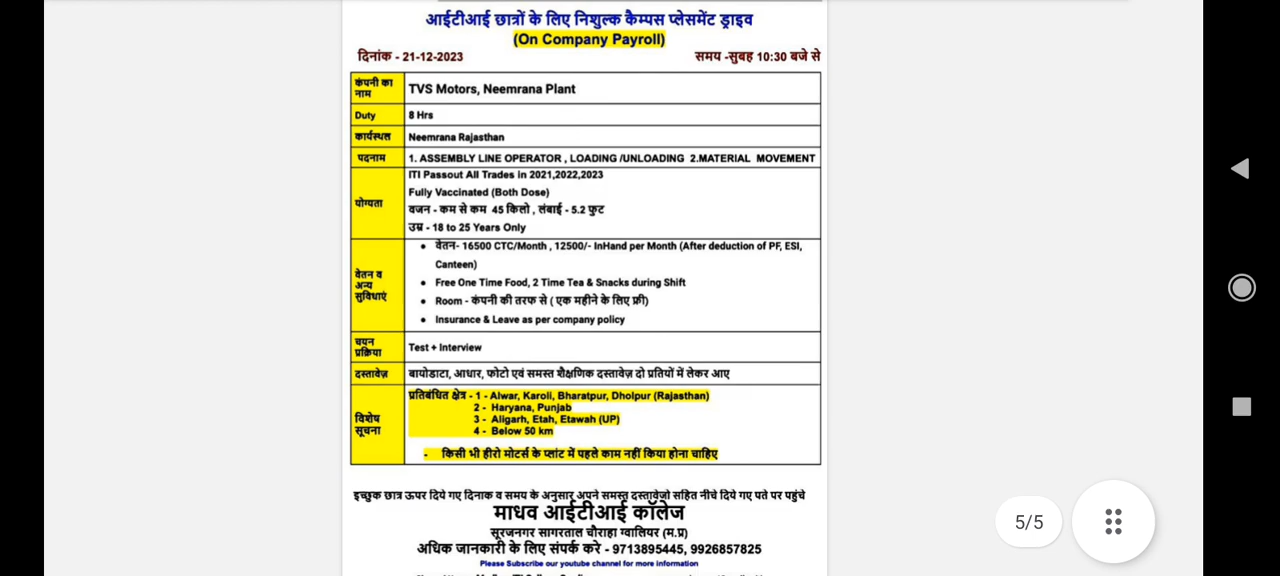 आईटीआई छात्रों के लिए निशुल्क कैम्पस प्लेसमेंट ड्राइव
(On Company Payroll)
दिनांक - 21-12-2023 समय -सुबह 10:30 बजे से
कंपनी का नाम TVS Motors, Neemrana Plant
Duty 8 Hrs
कार्यस्थल Neemrana Rajasthan
पदनाम 1. ASSEMBLY LINE OPERATOR , LOADING /UNLOADING 2.MATERIAL MOVEMENT
योग्यता
ITI Passout All Trades in 2021,2022,2023
Fully Vaccinated (Both Dose)
वजन - कम से कम 45 किलो , लंबाई - 5.2 फुट
उम्र - 18 to 25 Years Only
वेतन व
अन्य
सुविधाएं
• वेतन- 16500 CTC/Month , 12500/- InHand per Month (After deduction of PF, ESI,
Canteen)
• Free One Time Food, 2 Time Tea & Snacks during Shift
• Room - कंपनी की तरफ से ( एक महीने के लिए फ्री)
• Insurance & Leave as per company policy
चयन
प्रक्रिया
Test + Interview
दस्तावेज़ बायोडाटा, आधार, फोटो एवं समस्त शैक्षणिक दस्तावेज़ दो प्रतियों में लेकर आए
विशेष
सूचना
प्रतिबंधित क्षेत्र - 1 - Alwar, Karoli, Bharatpur, Dholpur (Rajasthan)
2 - Haryana, Punjab
3 - Aligarh, Etah, Etawah (UP)
4 - Below 50 km
- किसी भी हीरो मोटर्स के प्लांट में पहले काम नहीं किया होना चाहिए
इच्छुक छात्र ऊपर दिये गए दिनाक व समय के अनुसार अपने समस्त दस्तावेजो सहित नीचे दिये गए पते पर पहुंचे
माधव आईटीआई कॉलेज
सूरजनगर सागरताल चौराहा ग्वालियर (म.प्र)
अधिक जानकारी के लिए संपर्क करे - 9713895445, 9926857825
Please Subscribe our youtube channel for more information
5/5